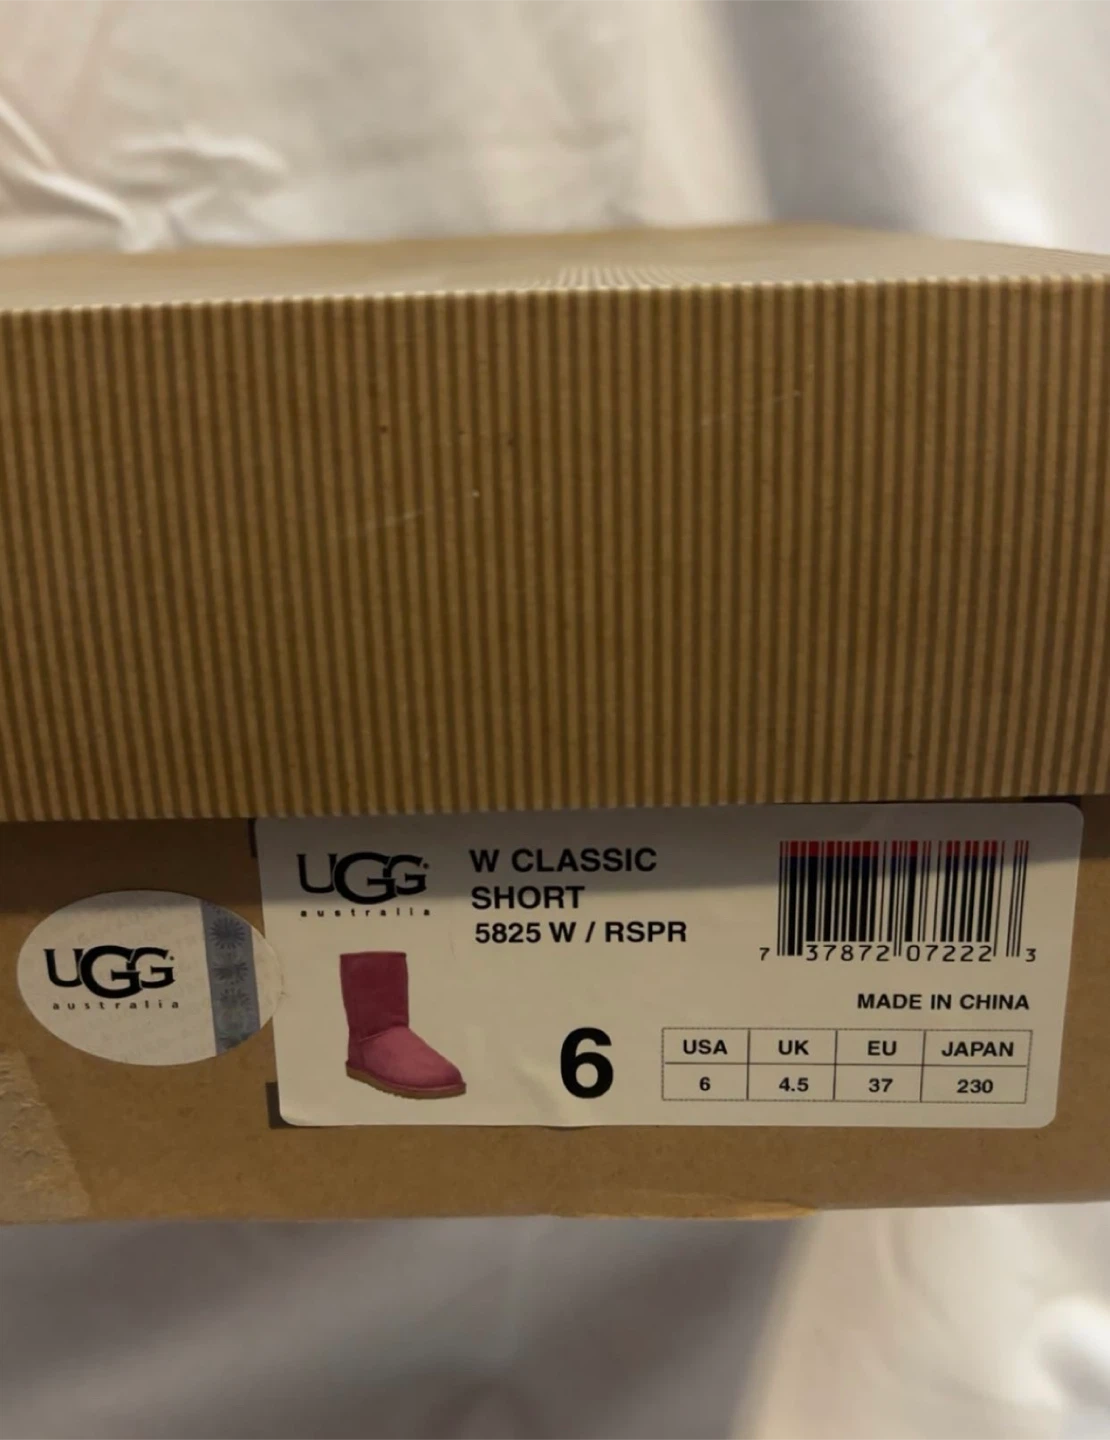 UGG
australia
UGG
australia
W CLASSIC
SHORT
5825 W / RSPR
7 37872 07222 3
MADE IN CHINA
6
USA UK EU JAPAN
6 4.5 37 230